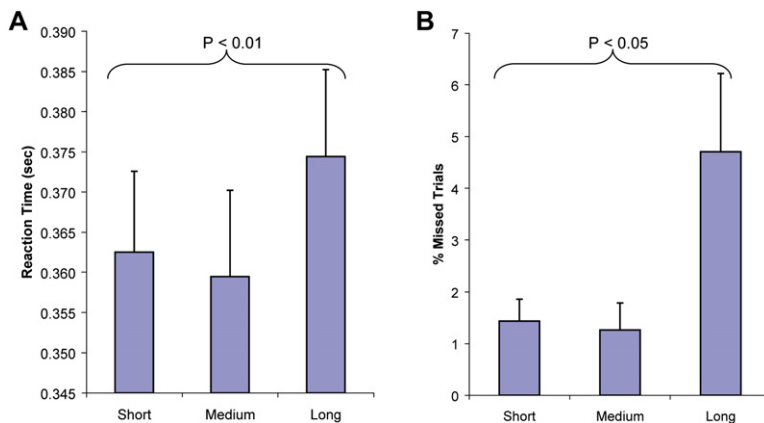 A
P < 0.01
Reaction Time (sec)
0.390
0.385
0.380
0.375
0.370
0.365
0.360
0.355
0.350
0.345
Short Medium Long
B
P < 0.05
% Missed Trials
7
6
5
4
3
2
1
0
Short Medium Long